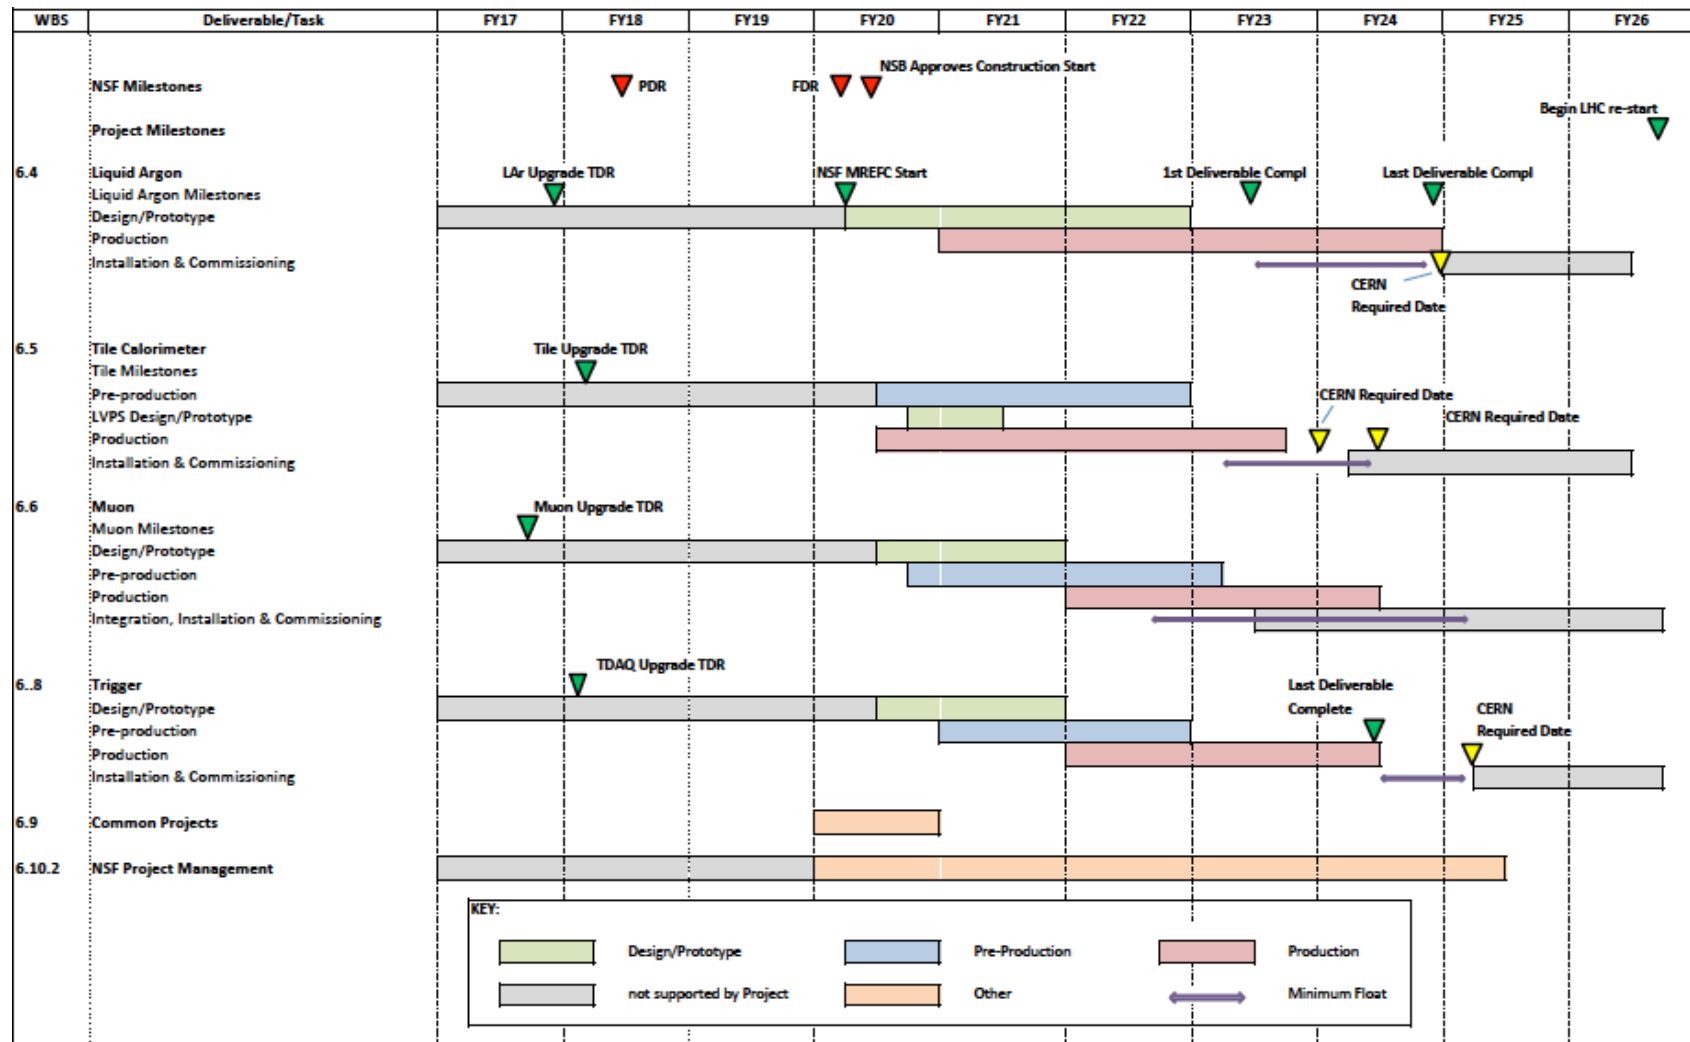 WBS Deliverable/Task FY17 FY18 FY19 FY20 FY21 FY22 FY23 FY24 FY25 FY26
NSB Approves Construction Start
NSF Milestones PDR FDR
Begin LHC re-start
Project Milestones
6.4 Liquid Argon LAr Upgrade TDR NSF MREFC Start 1st Deliverable Compl Last Deliverable Compl
Liquid Argon Milestones
Design/Prototype
Production
Installation & Commissioning
CERN
Required Date
6.5 Tile Calorimeter Tile Upgrade TDR
Tile Milestones
Pre-production CERN Required Date
LVPS Design/Prototype CERN Required Date
Production
Installation & Commissioning
6.6 Muon Muon Upgrade TDR
Muon Milestones
Design/Prototype
Pre-production
Production
Integration, Installation & Commissioning
TDAQ Upgrade TDR
6..8 Trigger Last Deliverable
Design/Prototype Complete CERN
Pre-production Required Date
Production
Installation & Commissioning
6.9 Common Projects
6.10.2 NSF Project Management
KEY:
Design/Prototype Pre-Production Production
not supported by Project Other Minimum Float